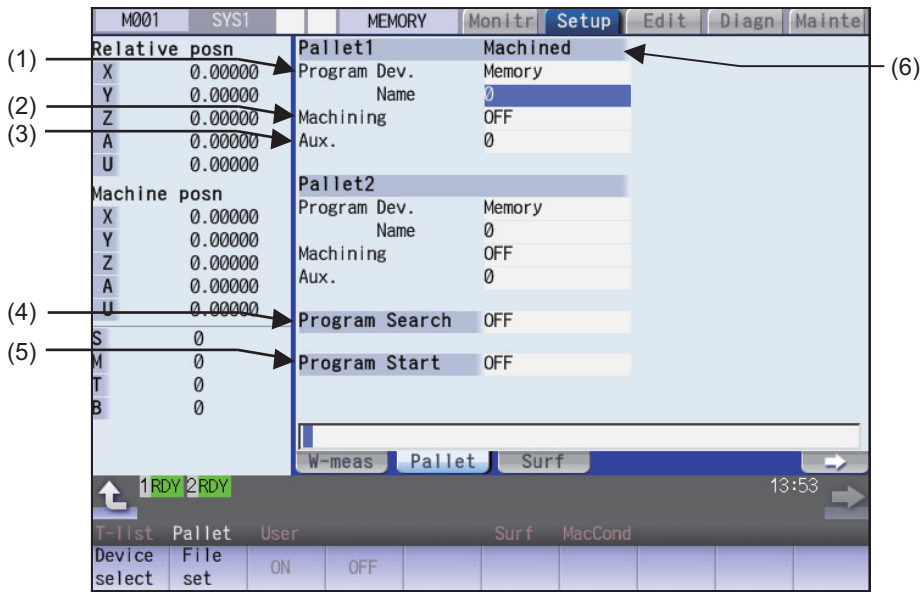 M001 SYS1 MEMORY Monitr Setup Edit Diagn Mainte
Relative posn
X 0.00000
Y 0.00000
Z 0.00000
A 0.00000
U 0.00000
Machine posn
X 0.00000
Y 0.00000
Z 0.00000
A 0.00000
U 0.00000
S 0
M 0
T 0
B 0
Pallet1 Machined
Program Dev. Memory
Name 0
Machining OFF
Aux. 0
Pallet2
Program Dev. Memory
Name 0
Machining OFF
Aux. 0
Program Search OFF
Program Start OFF
W-meas Pallet Surf
1 RDY 2 RDY 13:53
T-list Pallet User Surf MacCond
Device select File set ON OFF
(1)
(2)
(3)
(4)
(5)
(6)